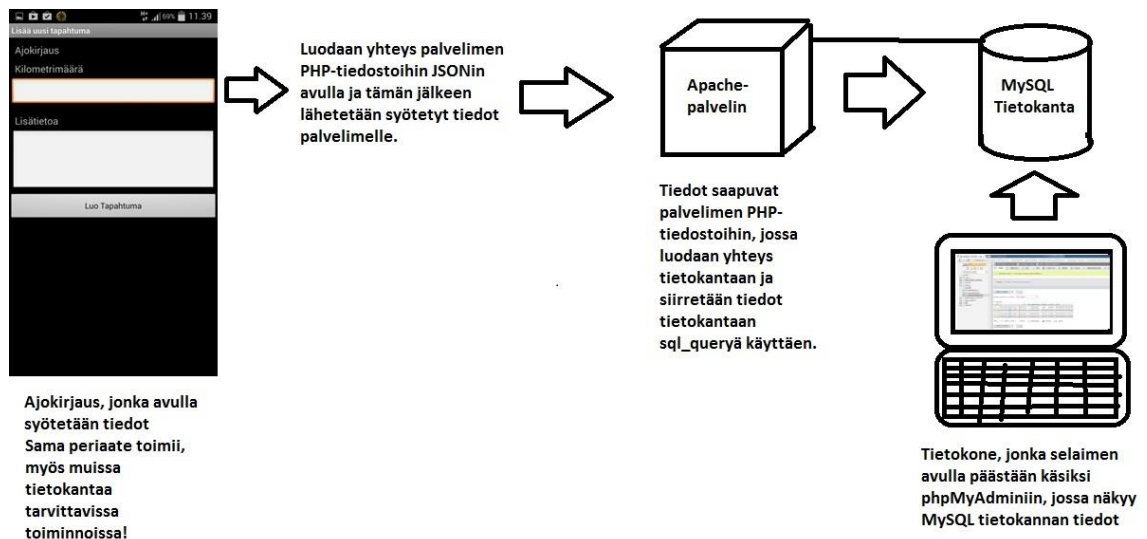 69% 11.39
Lisää uusi tapahtuma
Ajokirjaus
Kilometrimäärä
Lisätietoa
Luo Tapahtuma
Ajokirjaus, jonka avulla
syötetään tiedot
Sama periaate toimii,
myös muissa
tietokantaa
tarvittavissa
toiminnoissa!
Luodaan yhteys palvelimen
PHP-tiedostoihin JSONin
avulla ja tämän jälkeen
lähetetään syötetyt tiedot
palvelimelle.
Apache-
palvelin
Tiedot saapuvat
palvelimen PHP-
tiedostoihin, jossa
luodaan yhteys
tietokantaan ja
siirretään tiedot
tietokantaan
sql_queryä käyttäen.
MySQL
Tietokanta
Tietokone, jonka selaimen
avulla päästään käsiksi
phpMyAdminiin, jossa näkyy
MySQL tietokannan tiedot